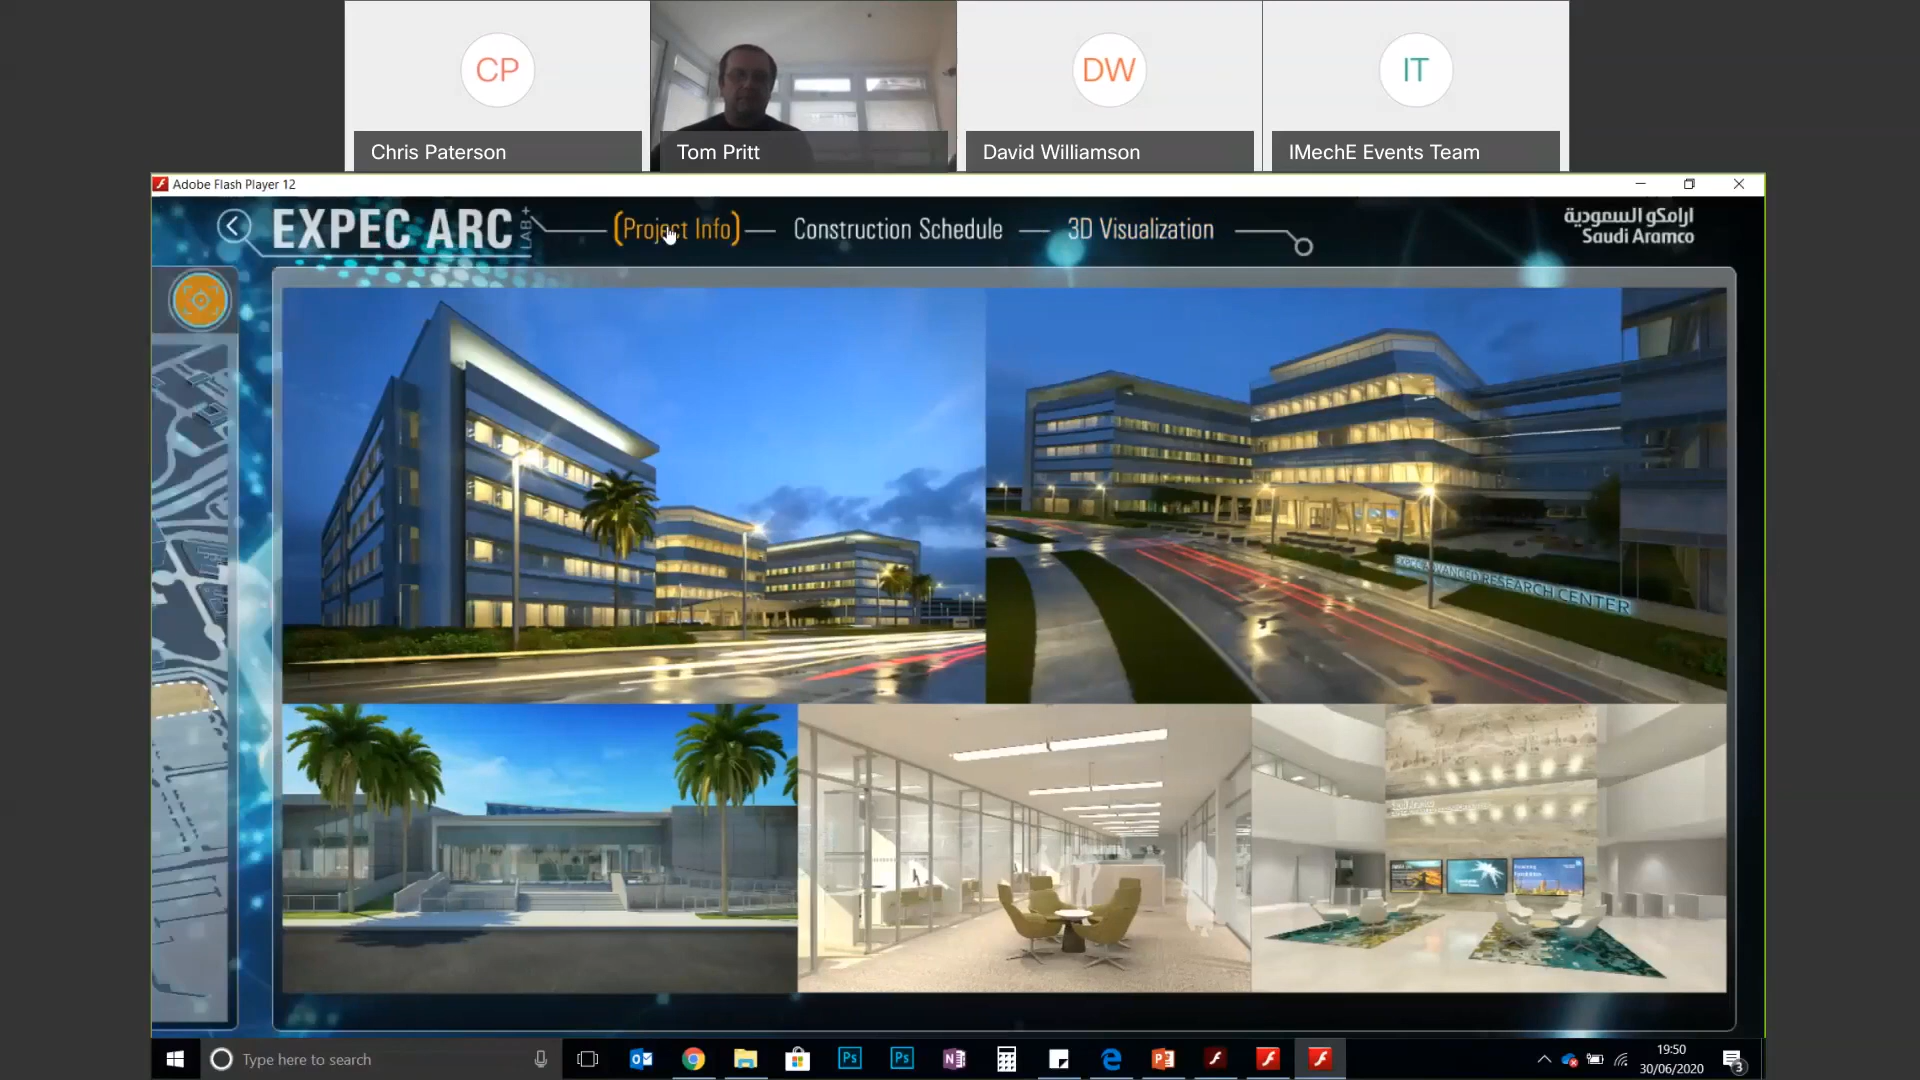 CP
DW
IT
Chris Paterson
Tom Pritt
David Williamson
IMechE Events Team
Adobe Flash Player 12
EXPEC ARC
LAB+
(Project Info)
Construction Schedule
3D Visualization
ارامكو السعودية
Saudi Aramco
EXPEC ADVANCED RESEARCH CENTER
Type here to search
19:50
30/06/2020
3